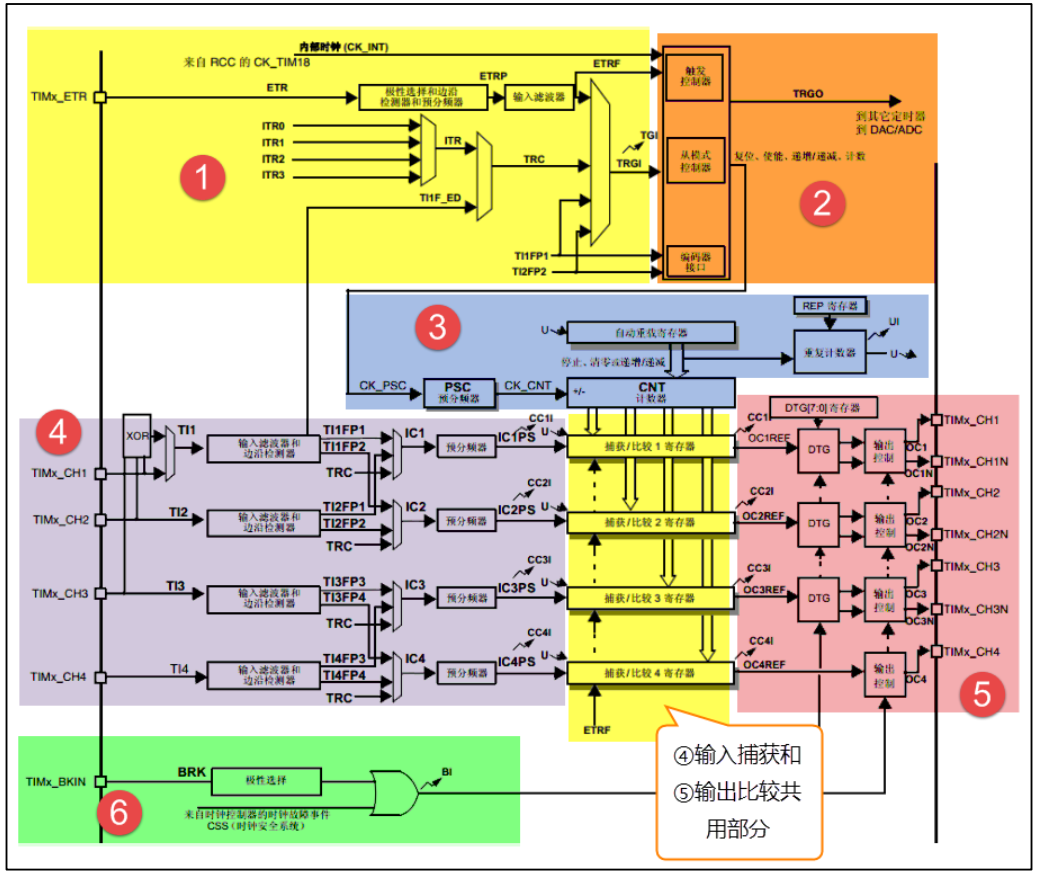 内部时钟 (CK_INT)
来自 RCC 的 CK_TIM18
ETRF
触发
控制器
TIMx_ETR
ETR
极性选择和边沿
检测器和预分频器
ETRP
输入滤波器
TRGO
到其它定时器
到 DAC/ADC
ITR0
ITR1
ITR2
ITR3
ITR
TRC
TGI
TRGI
从模式
控制器
复位、使能、递增/递减、计数
1
2
TI1F_ED
TI1FP1
TI2FP2
编码器
接口
3
REP 寄存器
U
自动重载寄存器
UI
重复计数器
U
停止、清零或递增/递减
CK_PSC
PSC
预分频器
CK_CNT
+/-
CNT
计数器
4
DTG[7:0] 寄存器
XOR
TI1
输入滤波器和
边沿检测器
TI1FP1
TI1FP2
TRC
IC1
预分频器
IC1PS
CC1I
U
捕获/比较 1 寄存器
CC1I
OC1REF
DTG
输出
控制
OC1
OC1N
TIMx_CH1
TIMx_CH1N
TIMx_CH1
TIMx_CH2
TI2
输入滤波器和
边沿检测器
TI2FP1
TI2FP2
TRC
IC2
预分频器
IC2PS
CC2I
U
捕获/比较 2 寄存器
CC2I
OC2REF
DTG
输出
控制
OC2
OC2N
TIMx_CH2
TIMx_CH2N
TIMx_CH3
TI3
输入滤波器和
边沿检测器
TI3FP3
TI3FP4
TRC
IC3
预分频器
IC3PS
CC3I
U
捕获/比较 3 寄存器
CC3I
OC3REF
DTG
输出
控制
OC3
OC3N
TIMx_CH3
TIMx_CH3N
TIMx_CH4
TI4
输入滤波器和
边沿检测器
TI4FP3
TI4FP4
TRC
IC4
预分频器
IC4PS
CC4I
U
捕获/比较 4 寄存器
CC4I
OC4REF
输出
控制
OC4
TIMx_CH4
5
ETRF
④输入捕获和
⑤输出比较共
用部分
TIMx_BKIN
BRK
极性选择
BI
6
来自时钟控制器的时钟故障事件
CSS（时钟安全系统）